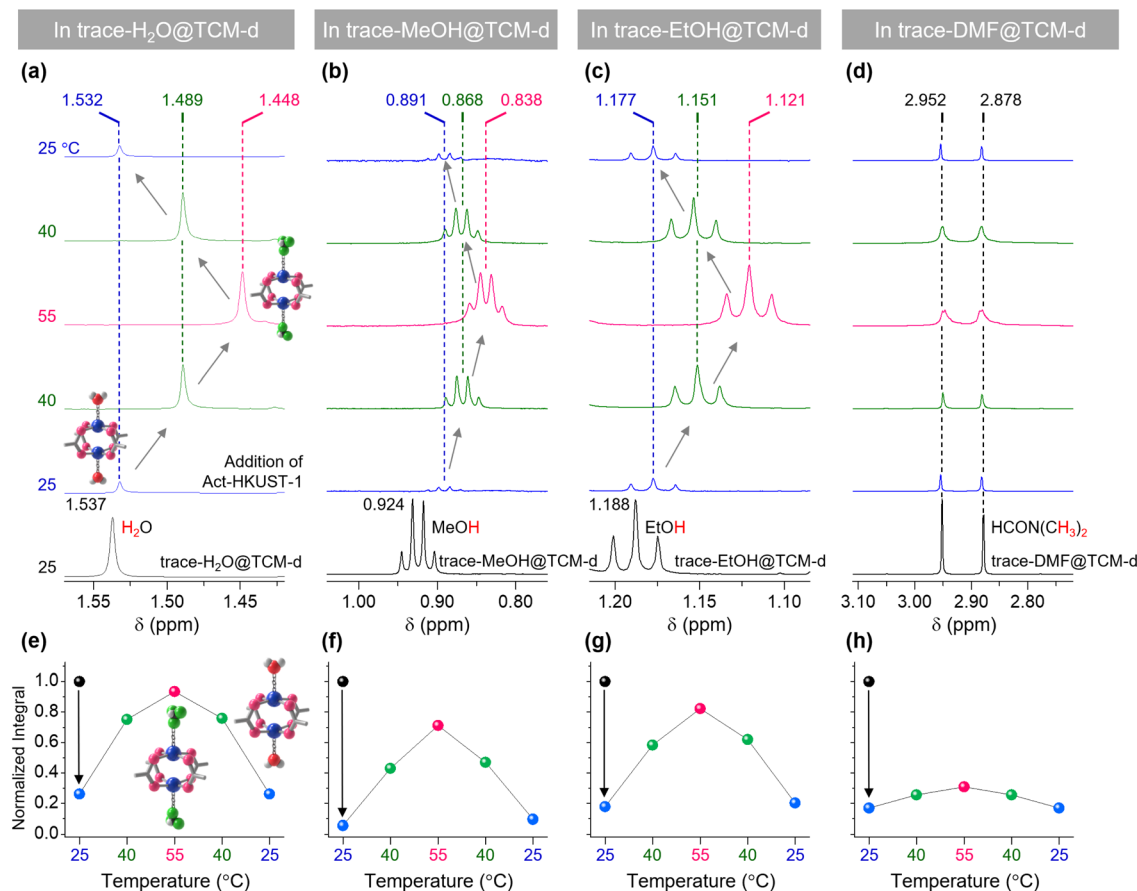 In trace-H₂O@TCM-d
In trace-MeOH@TCM-d
In trace-EtOH@TCM-d
In trace-DMF@TCM-d
(a)
1.532
1.489
1.448
25 °C
40
55
40
25
Addition of
Act-HKUST-1
1.537
H₂O
25
trace-H₂O@TCM-d
1.55
1.50
1.45
δ (ppm)
(b)
0.891
0.868
0.838
0.924
MeOH
trace-MeOH@TCM-d
1.00
0.90
0.80
δ (ppm)
(c)
1.177
1.151
1.121
1.188
EtOH
trace-EtOH@TCM-d
1.20
1.15
1.10
δ (ppm)
(d)
2.952
2.878
HCON(CH₃)₂
trace-DMF@TCM-d
3.10
3.00
2.90
2.80
δ (ppm)
(e)
Normalized Integral
1.0
0.8
0.6
0.4
0.2
0.0
25
40
55
40
25
Temperature (°C)
(f)
25
40
55
40
25
Temperature (°C)
(g)
25
40
55
40
25
Temperature (°C)
(h)
25
40
55
40
25
Temperature (°C)